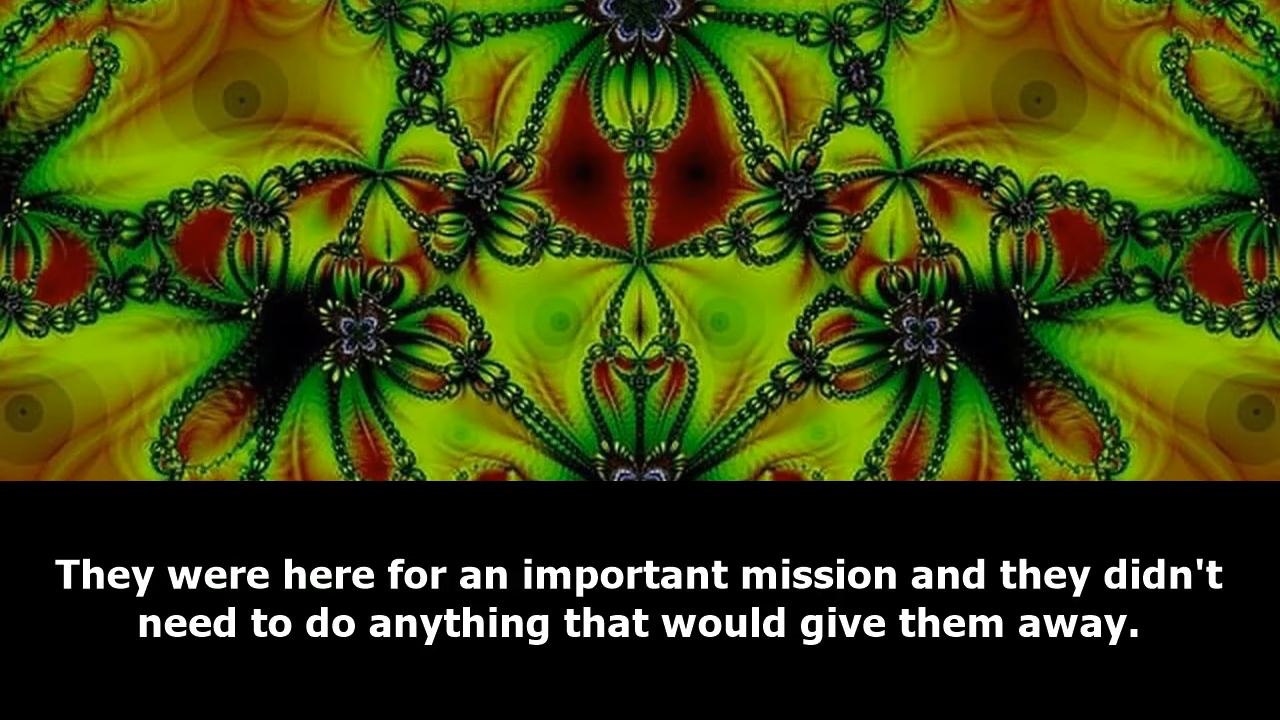 They were here for an important mission and they didn't
need to do anything that would give them away.